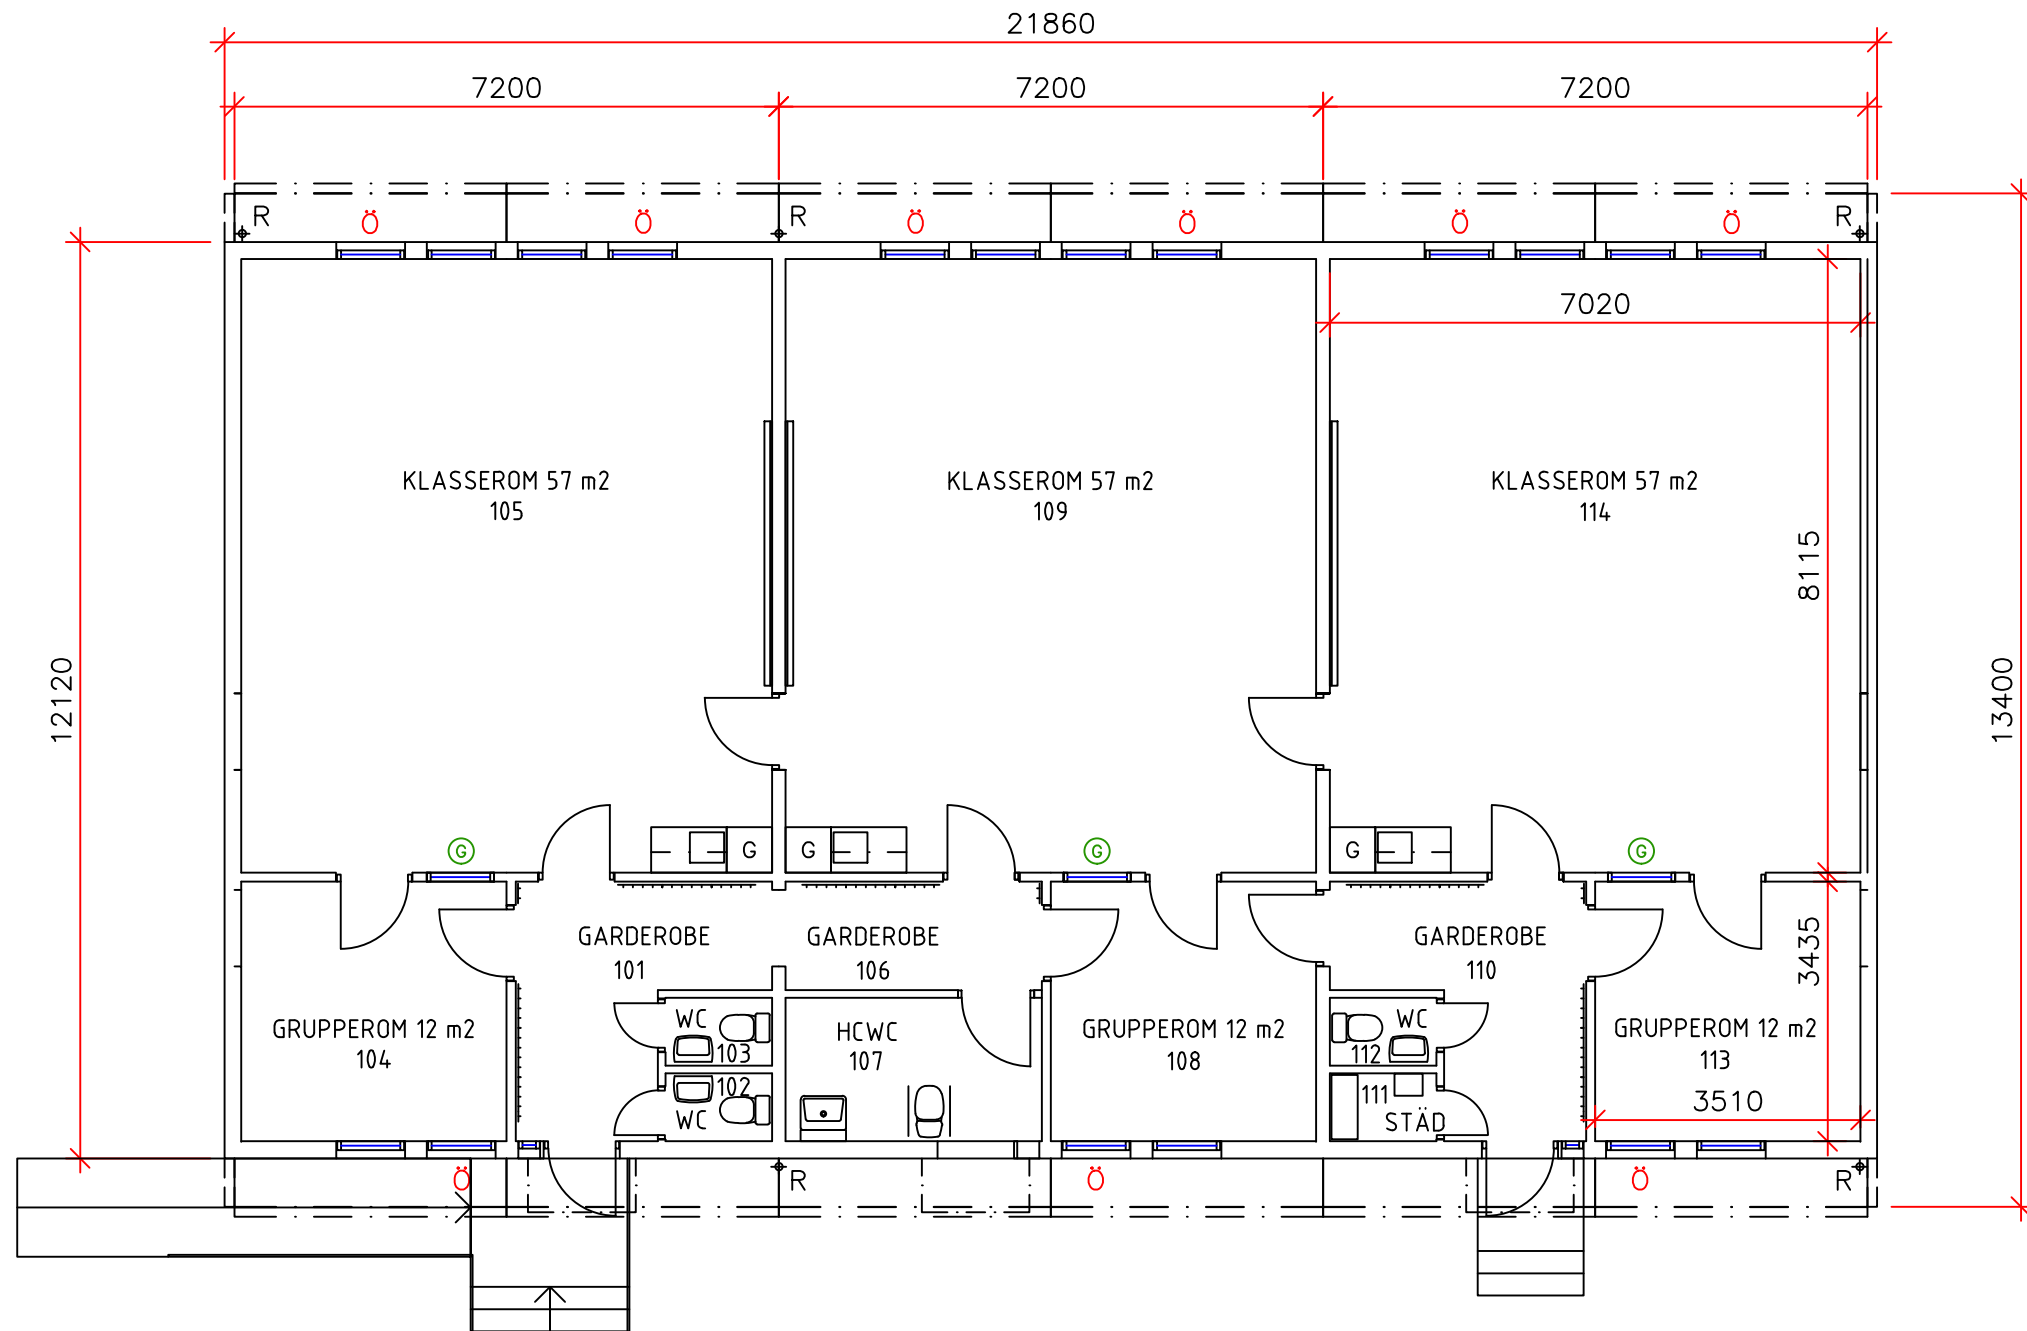 21860
7200 7200 7200
R Ö Ö R Ö Ö Ö Ö R
7020
KLASSEROM 57 m2
105
KLASSEROM 57 m2
109
KLASSEROM 57 m2
114
81115
12120
13400
G G G G G G
GARDEROBE
101
GARDEROBE
106
GARDEROBE
110
3435
GRUPPEROM 12 m2
104
WC
103
102
WC
HCWC
107
GRUPPEROM 12 m2
108
WC
112
111
STÄD
GRUPPEROM 12 m2
113
3510
Ö R Ö Ö R